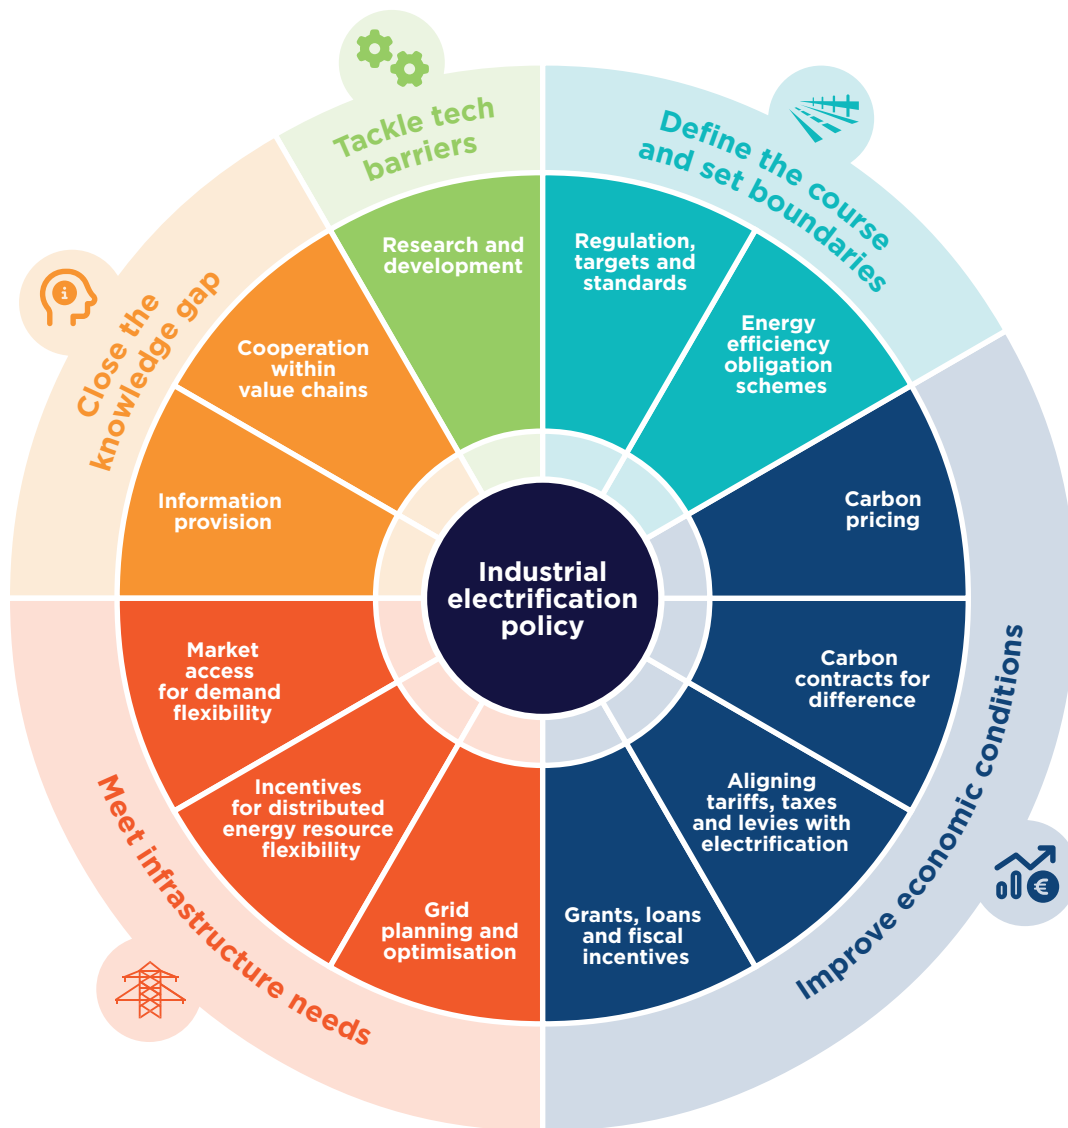 Tackle tech
barriers
Define the course
and set boundaries
Close the
knowledge gap
Research and
development
Regulation,
targets and
standards
Energy
efficiency
obligation
schemes
Cooperation
within
value chains
Information
provision
Carbon
pricing
Industrial
electrification
policy
Market
access
for demand
flexibility
Carbon
contracts for
difference
Incentives
for distributed
energy resource
flexibility
Aligning
tariffs, taxes
and levies with
electrification
Grid
planning and
optimisation
Grants, loans
and fiscal
incentives
Meet infrastructure needs
Improve economic conditions
i
€